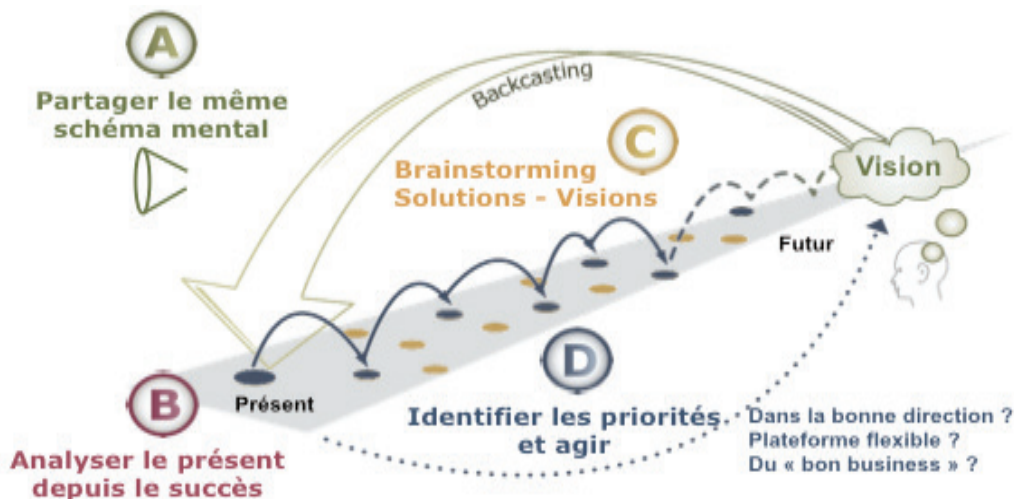 A
Partager le même
schéma mental
Backcasting
C
Brainstorming
Solutions - Visions
Vision
Futur
B
Présent
Analyser le présent
depuis le succès
D
Identifier les priorités
et agir
Dans la bonne direction ?
Plateforme flexible ?
Du « bon business » ?